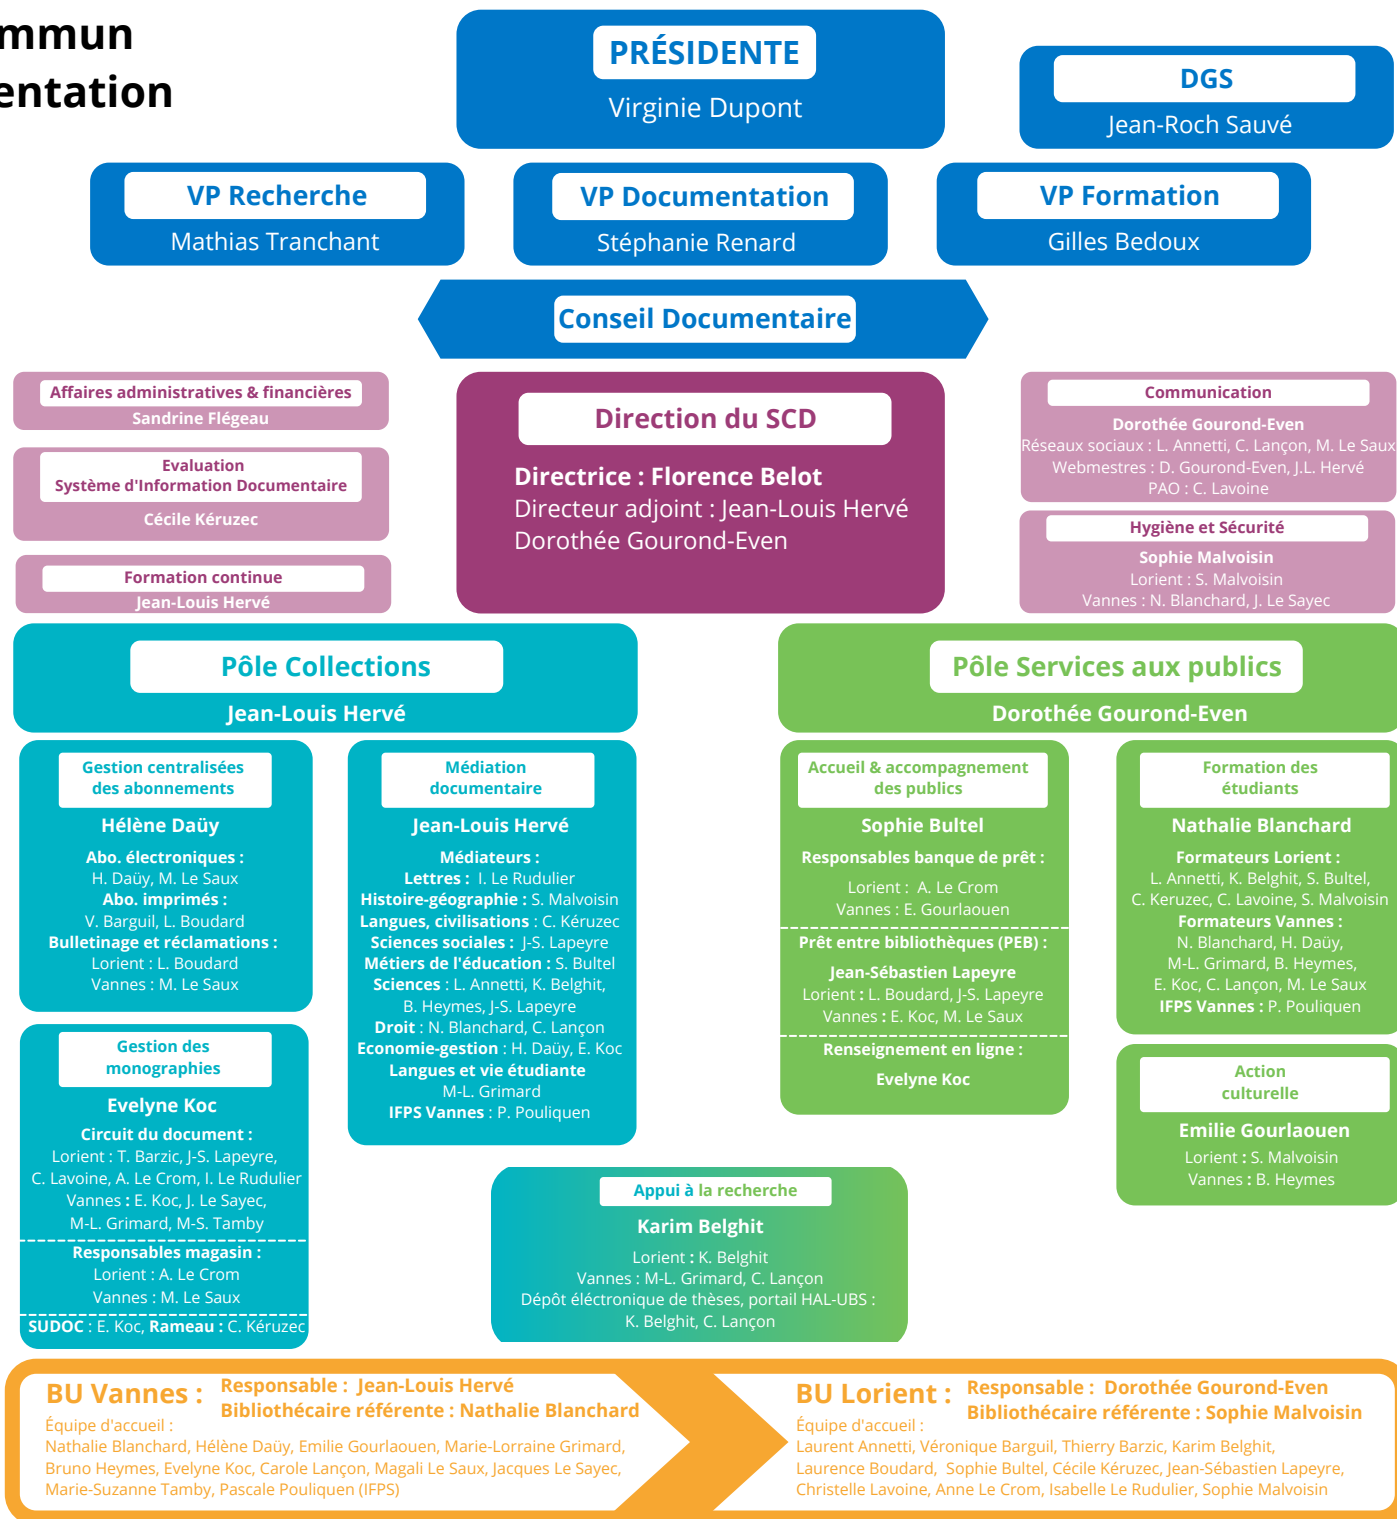 mmun
entation
PRÉSIDENTE
Virginie Dupont
DGS
Jean-Roch Sauvé
VP Recherche
Mathias Tranchant
VP Documentation
Stéphanie Renard
VP Formation
Gilles Bedoux
Conseil Documentaire
Affaires administratives & financières
Sandrine Flégeau
Evaluation
Système d'Information Documentaire
Cécile Kéruzec
Formation continue
Jean-Louis Hervé
Direction du SCD
Directrice : Florence Belot
Directeur adjoint : Jean-Louis Hervé
Dorothée Gourond-Even
Communication
Dorothée Gourond-Even
Réseaux sociaux : L. Annetti, C. Lançon, M. Le Saux
Webmestres : D. Gourond-Even, J.L. Hervé
PAO : C. Lavoine
Hygiène et Sécurité
Sophie Malvoisin
Lorient : S. Malvoisin
Vannes : N. Blanchard, J. Le Sayec
Pôle Collections
Jean-Louis Hervé
Gestion centralisées
des abonnements
Hélène Daüy
Abo. électroniques :
H. Daüy, M. Le Saux
Abo. imprimés :
V. Barguil, L. Boudard
Bulletinage et réclamations :
Lorient : L. Boudard
Vannes : M. Le Saux
Gestion des
monographies
Evelyne Koc
Circuit du document :
Lorient : T. Barzic, J-S. Lapeyre,
C. Lavoine, A. Le Crom, I. Le Rudulier
Vannes : E. Koc, J. Le Sayec,
M-L. Grimard, M-S. Tamby
Responsables magasin :
Lorient : A. Le Crom
Vannes : M. Le Saux
SUDOC : E. Koc, Rameau : C. Kéruzec
Médiation
documentaire
Jean-Louis Hervé
Médiateurs :
Lettres : I. Le Rudulier
Histoire-géographie : S. Malvoisin
Langues, civilisations : C. Kéruzec
Sciences sociales : J-S. Lapeyre
Métiers de l'éducation : S. Bultel
Sciences : L. Annetti, K. Belghit,
B. Heymes, J-S. Lapeyre
Droit : N. Blanchard, C. Lançon
Economie-gestion : H. Daüy, E. Koc
Langues et vie étudiante
M-L. Grimard
IFPS Vannes : P. Pouliquen
Pôle Services aux publics
Dorothée Gourond-Even
Accueil & accompagnement
des publics
Sophie Bultel
Responsables banque de prêt :
Lorient : A. Le Crom
Vannes : E. Gourlaouen
Prêt entre bibliothèques (PEB) :
Jean-Sébastien Lapeyre
Lorient : L. Boudard, J-S. Lapeyre
Vannes : E. Koc, M. Le Saux
Renseignement en ligne :
Evelyne Koc
Formation des
étudiants
Nathalie Blanchard
Formateurs Lorient :
L. Annetti, K. Belghit, S. Bultel,
C. Keruzec, C. Lavoine, S. Malvoisin
Formateurs Vannes :
N. Blanchard, H. Daüy,
M-L. Grimard, B. Heymes,
E. Koc, C. Lançon, M. Le Saux
IFPS Vannes : P. Pouliquen
Action
culturelle
Emilie Gourlaouen
Lorient : S. Malvoisin
Vannes : B. Heymes
Appui à la recherche
Karim Belghit
Lorient : K. Belghit
Vannes : M-L. Grimard, C. Lançon
Dépôt éléctronique de thèses, portail HAL-UBS :
K. Belghit, C. Lançon
BU Vannes :
Responsable : Jean-Louis Hervé
Bibliothécaire référente : Nathalie Blanchard
Équipe d'accueil :
Nathalie Blanchard, Hélène Daüy, Emilie Gourlaouen, Marie-Lorraine Grimard,
Bruno Heymes, Evelyne Koc, Carole Lançon, Magali Le Saux, Jacques Le Sayec,
Marie-Suzanne Tamby, Pascale Pouliquen (IFPS)
BU Lorient :
Responsable : Dorothée Gourond-Even
Bibliothécaire référente : Sophie Malvoisin
Équipe d'accueil :
Laurent Annetti, Véronique Barguil, Thierry Barzic, Karim Belghit,
Laurence Boudard, Sophie Bultel, Cécile Kéruzec, Jean-Sébastien Lapeyre,
Christelle Lavoine, Anne Le Crom, Isabelle Le Rudulier, Sophie Malvoisin